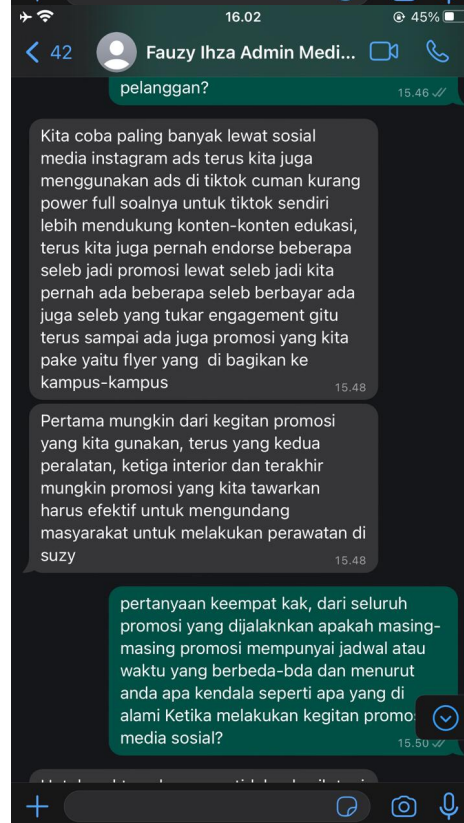 16.02
45%
42
Fauzy Ihza Admin Medi...
pelanggan?
15.46
Kita coba paling banyak lewat sosial
media instagram ads terus kita juga
menggunakan ads di tiktok cuman kurang
power full soalnya untuk tiktok sendiri
lebih mendukung konten-konten edukasi,
terus kita juga pernah endorse beberapa
seleb jadi promosi lewat seleb jadi kita
pernah ada beberapa seleb berbayar ada
juga seleb yang tukar engagement gitu
terus sampai ada juga promosi yang kita
pake yaitu flyer yang di bagikan ke
kampus-kampus
15.48
Pertama mungkin dari kegitan promosi
yang kita gunakan, terus yang kedua
peralatan, ketiga interior dan terakhir
mungkin promosi yang kita tawarkan
harus efektif untuk mengundang
masyarakat untuk melakukan perawatan di
suzy
15.48
pertanyaan keempat kak, dari seluruh
promosi yang dijalaknkan apakah masing-
masing promosi mempunyai jadwal atau
waktu yang berbeda-bda dan menurut
anda apa kendala seperti apa yang di
alami Ketika melakukan kegitan promo
media sosial?
15.50